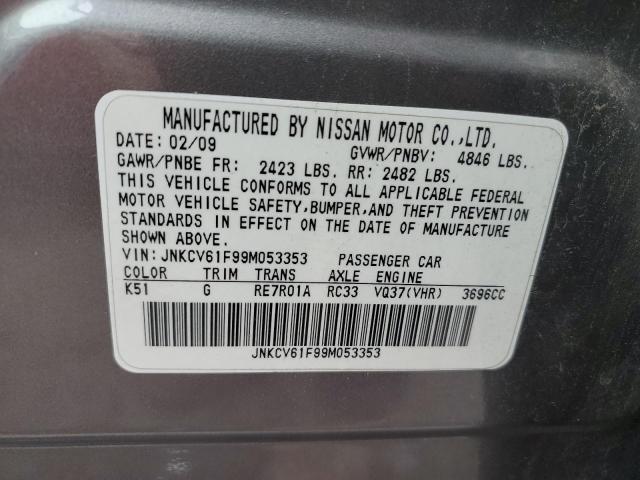 MANUFACTURED BY NISSAN MOTOR CO.,LTD.
DATE: 02/09 GVWR/PNBV: 4846 LBS.
GAWR/PNBE FR: 2423 LBS. RR: 2482 LBS.
THIS VEHICLE CONFORMS TO ALL APPLICABLE FEDERAL
MOTOR VEHICLE SAFETY,BUMPER,AND THEFT PREVENTION
STANDARDS IN EFFECT ON THE DATE OF MANUFACTURE
SHOWN ABOVE.
VIN: JNKCV61F99M053353 PASSENGER CAR
COLOR TRIM TRANS AXLE ENGINE
K51 G RE7R01A RC33 VQ37(VHR) 3696CC
JNKCV61F99M053353